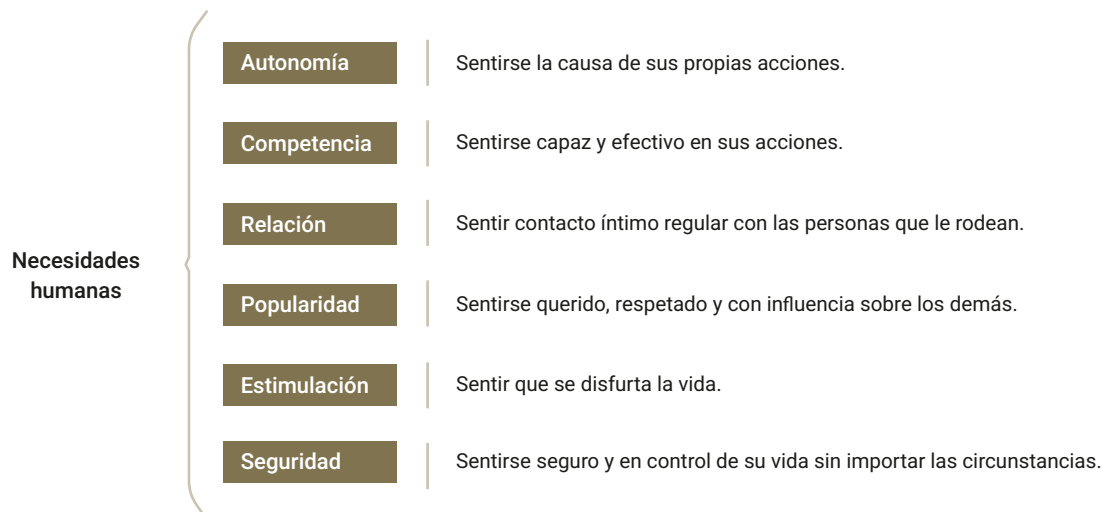 Necesidades
humanas
Autonomía
Sentirse la causa de sus propias acciones.
Competencia
Sentirse capaz y efectivo en sus acciones.
Relación
Sentir contacto íntimo regular con las personas que le rodean.
Popularidad
Sentirse querido, respetado y con influencia sobre los demás.
Estimulación
Sentir que se disfurta la vida.
Seguridad
Sentirse seguro y en control de su vida sin importar las circunstancias.